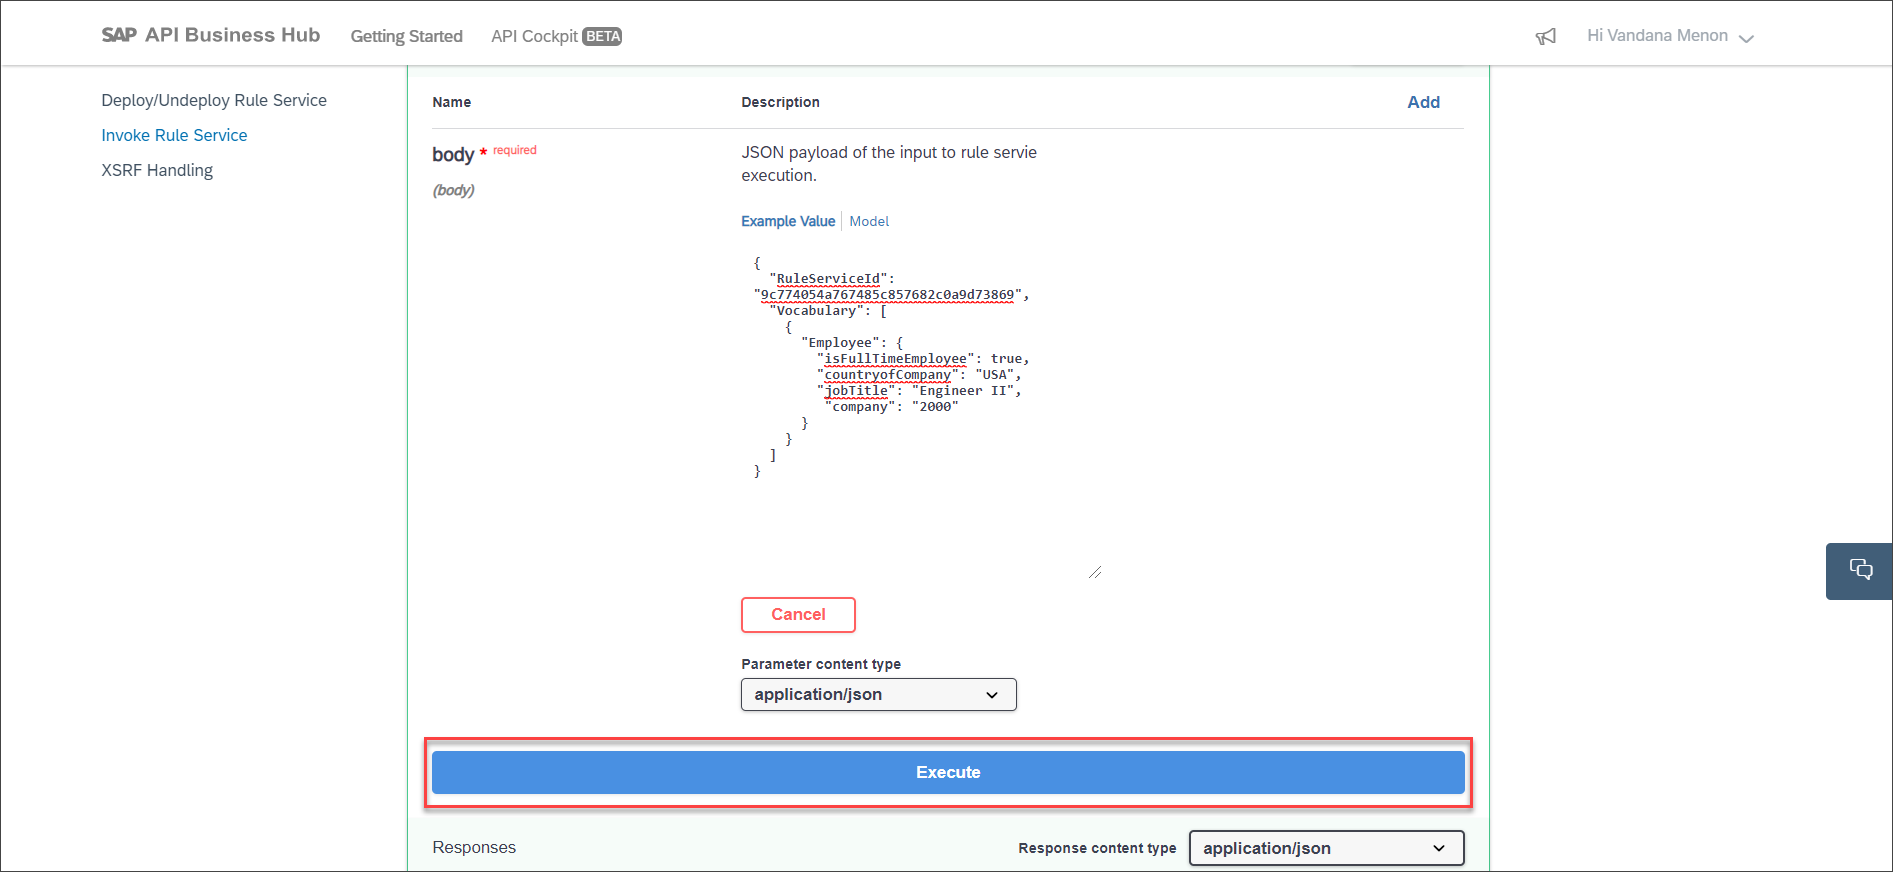 SAP API Business Hub Getting Started API Cockpit BETA Hi Vandana Menon
Deploy/Undeploy Rule Service
Invoke Rule Service
XSRF Handling
Name Description Add
body * required
(body)
JSON payload of the input to rule servie
execution.
Example Value Model
{
"RuleServiceId":
"9c774054a767485c857682c0a9d73869",
"Vocabulary": [
{
"Employee": {
"isFullTimeEmployee": true,
"countryofCompany": "USA",
"jobTitle": "Engineer II",
"company": "2000"
}
}
]
}
Cancel
Parameter content type
application/json
Execute
Responses Response content type application/json